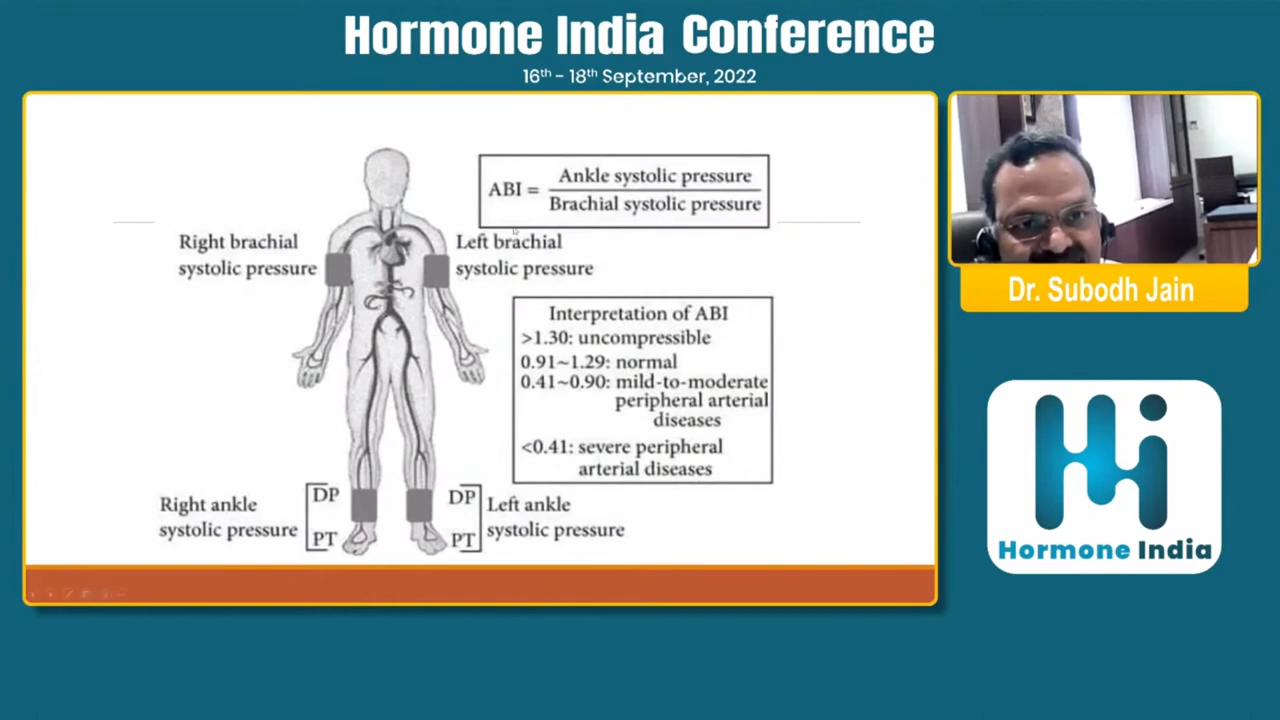 Hormone India Conference
16th - 18th September, 2022
ABI = Ankle systolic pressure
Brachial systolic pressure
Right brachial
systolic pressure
Left brachial
systolic pressure
Interpretation of ABI
>1.30: uncompressible
0.91~1.29: normal
0.41~0.90: mild-to-moderate
peripheral arterial
diseases
<0.41: severe peripheral
arterial diseases
Right ankle
systolic pressure
DP
PT
DP
PT
Left ankle
systolic pressure
Dr. Subodh Jain
Hi
Hormone India